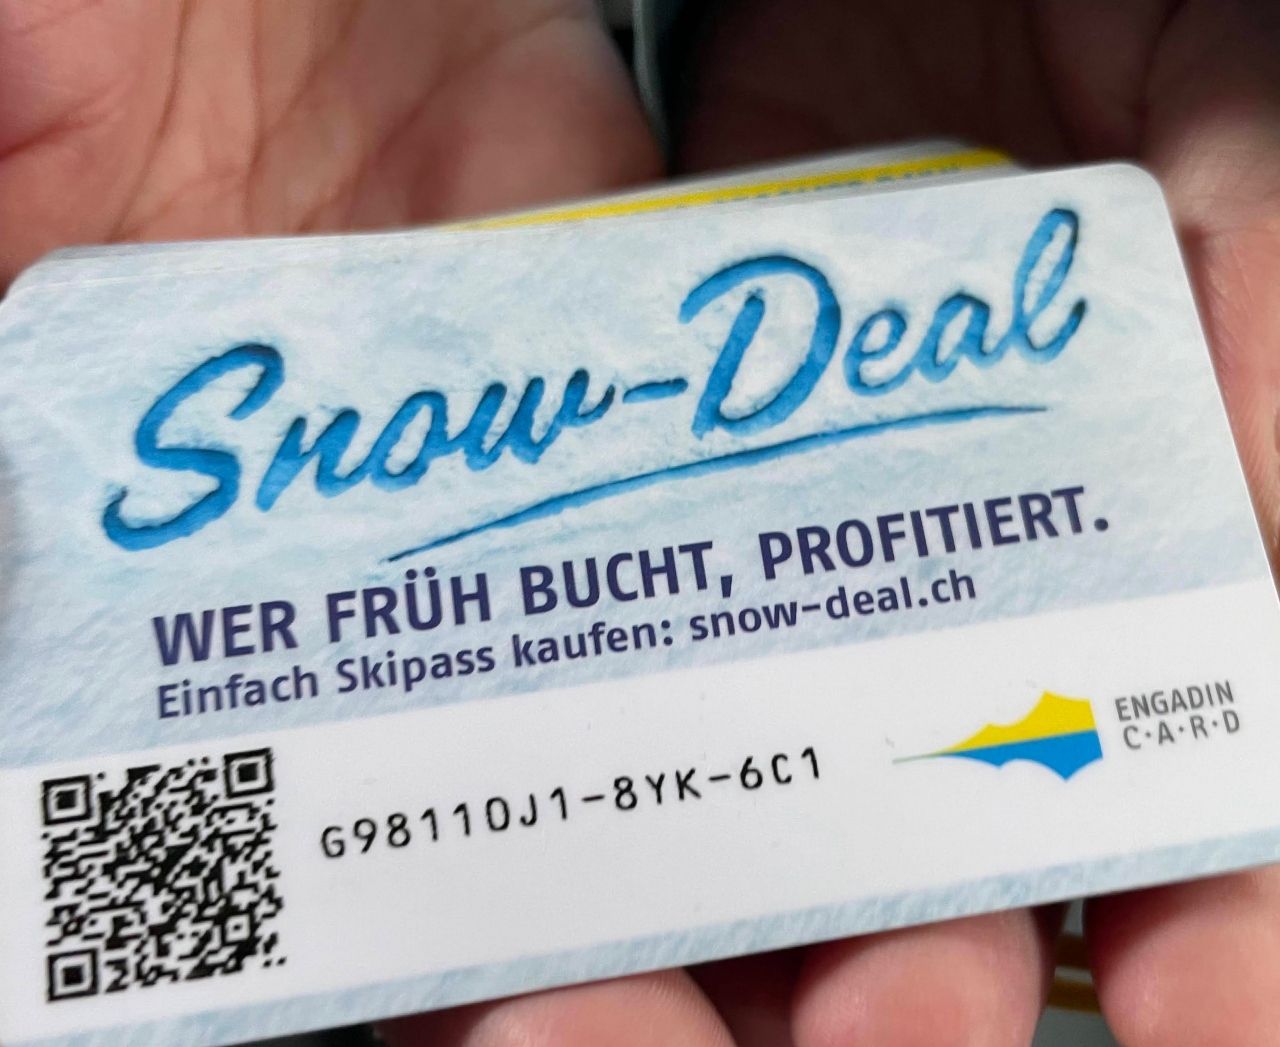 Snow-Deal
WER FRÜH BUCHT, PROFITIERT.
Einfach Skipass kaufen: snow-deal.ch
G98110J1-8YK-6C1
ENGADIN
C·A·R·D